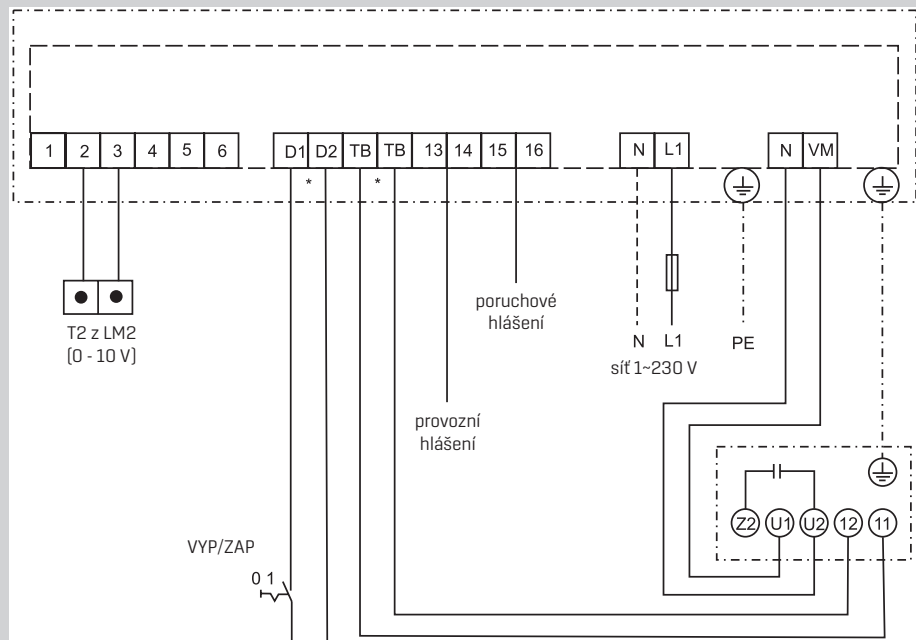 1 2 3 4 5 6 D1 D2 TB TB 13 14 15 16 N L1 N VM
* *
T2 z LM2
(0 - 10 V)
poruchové
hlášení
provozní
hlášení
N L1 PE
síť 1~230 V
Z2 U1 U2 12 11
VYP/ZAP
0 1